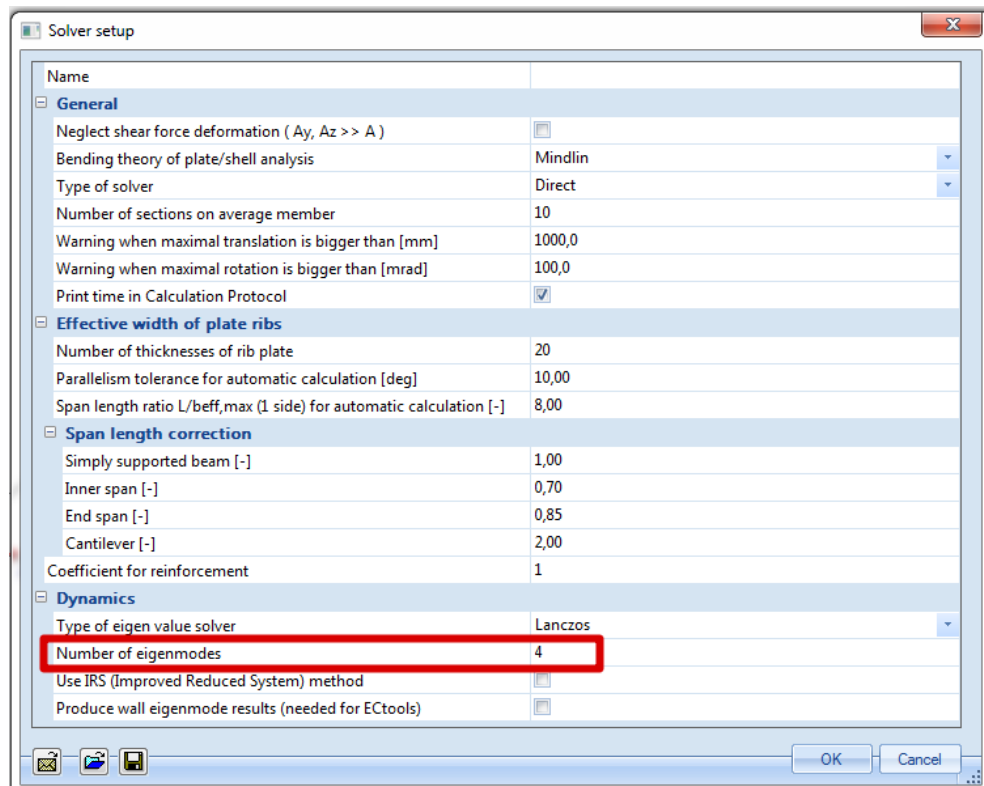 Solver setup
Name
General
Neglect shear force deformation ( Ay, Az >> A )
Bending theory of plate/shell analysis Mindlin
Type of solver Direct
Number of sections on average member 10
Warning when maximal translation is bigger than [mm] 1000,0
Warning when maximal rotation is bigger than [mrad] 100,0
Print time in Calculation Protocol
Effective width of plate ribs
Number of thicknesses of rib plate 20
Parallelism tolerance for automatic calculation [deg] 10,00
Span length ratio L/beff,max (1 side) for automatic calculation [-] 8,00
Span length correction
Simply supported beam [-] 1,00
Inner span [-] 0,70
End span [-] 0,85
Cantilever [-] 2,00
Coefficient for reinforcement 1
Dynamics
Type of eigen value solver Lanczos
Number of eigenmodes 4
Use IRS (Improved Reduced System) method
Produce wall eigenmode results (needed for ECtools)
OK Cancel